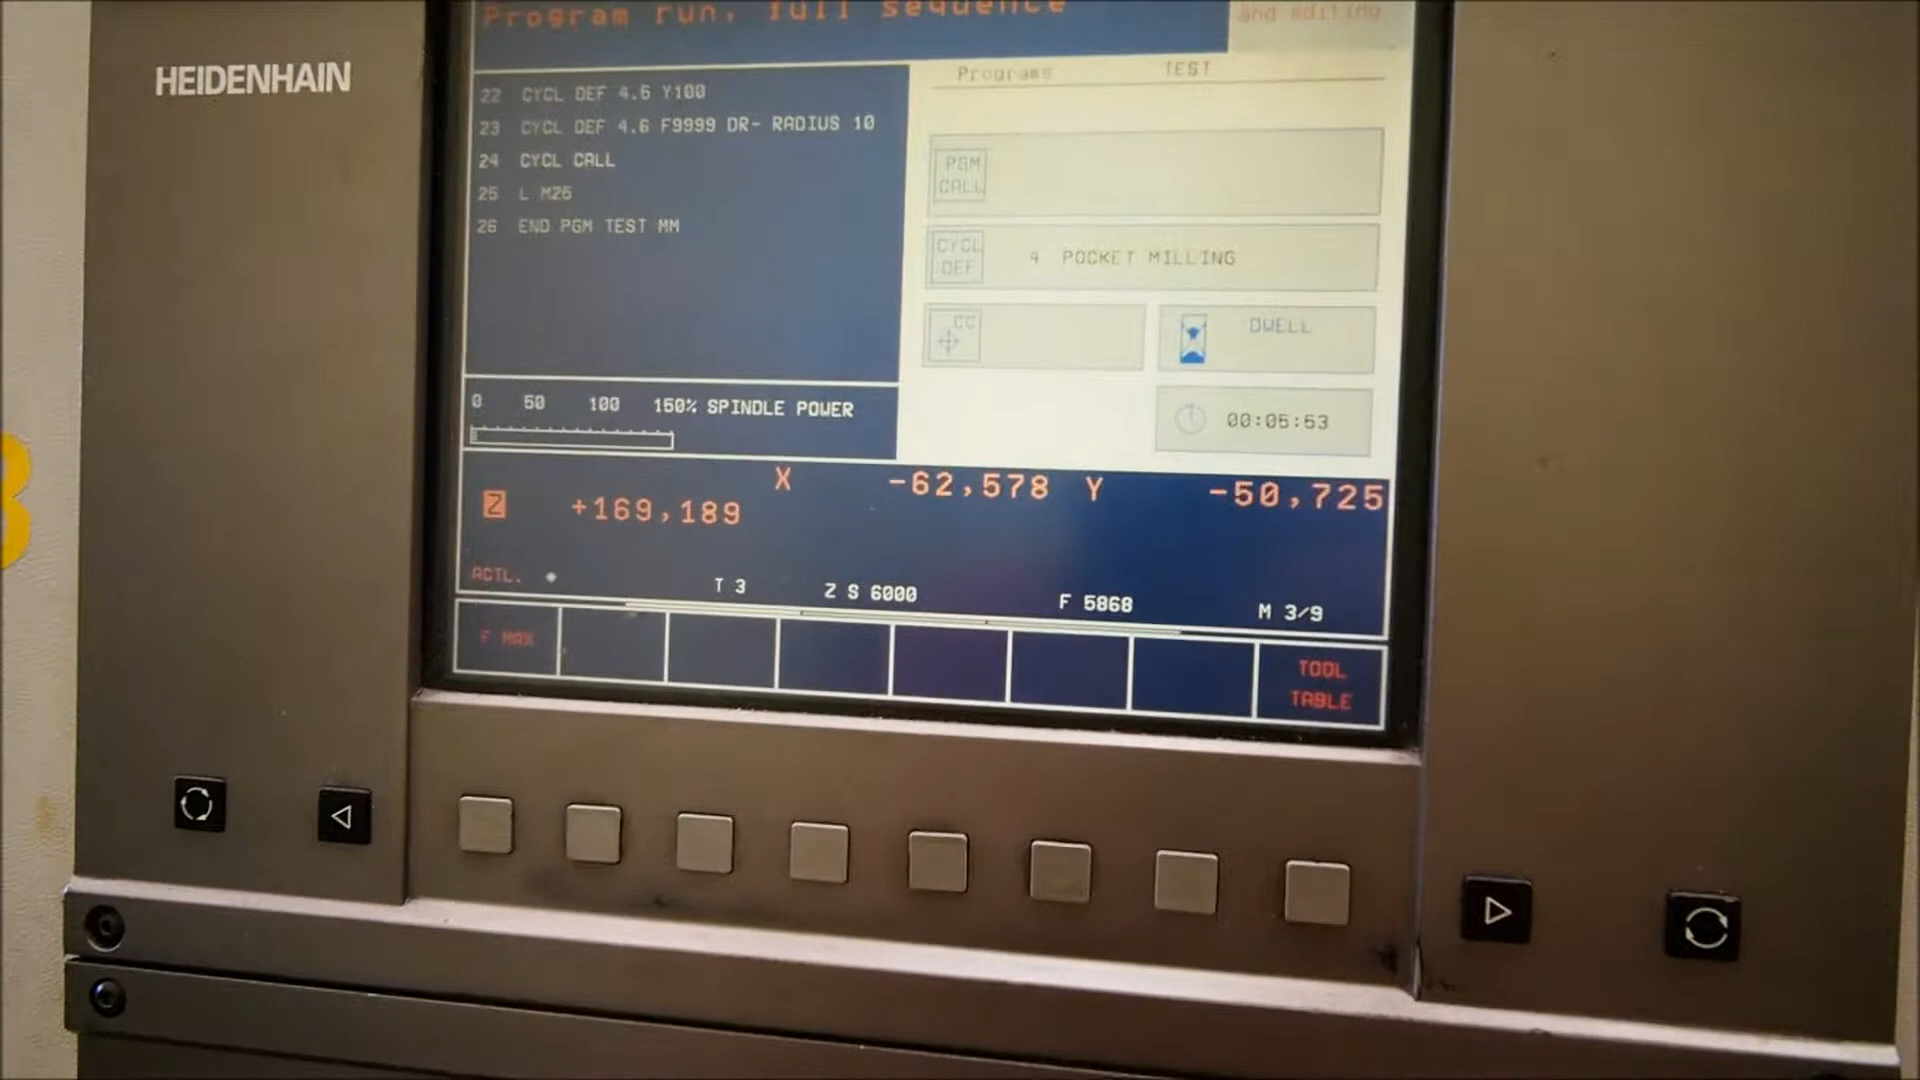 HEIDENHAIN
Program run, full sequence
and editing
22 CYCL DEF 4.5 Y100
23 CYCL DEF 4.6 F9999 DR- RADIUS 10
24 CYCL CALL
25 L M25
26 END PGM TEST MM
Programs TEST
PGM
CALL
CYCL
DEF
4 POCKET MILLING
CC
DWELL
00:05:53
0 50 100 150% SPINDLE POWER
X -62,578 Y -50,725
Z +169,189
ACTL.
T 3 Z S 6000 F 5868 M 3/9
F MAX
TOOL
TABLE